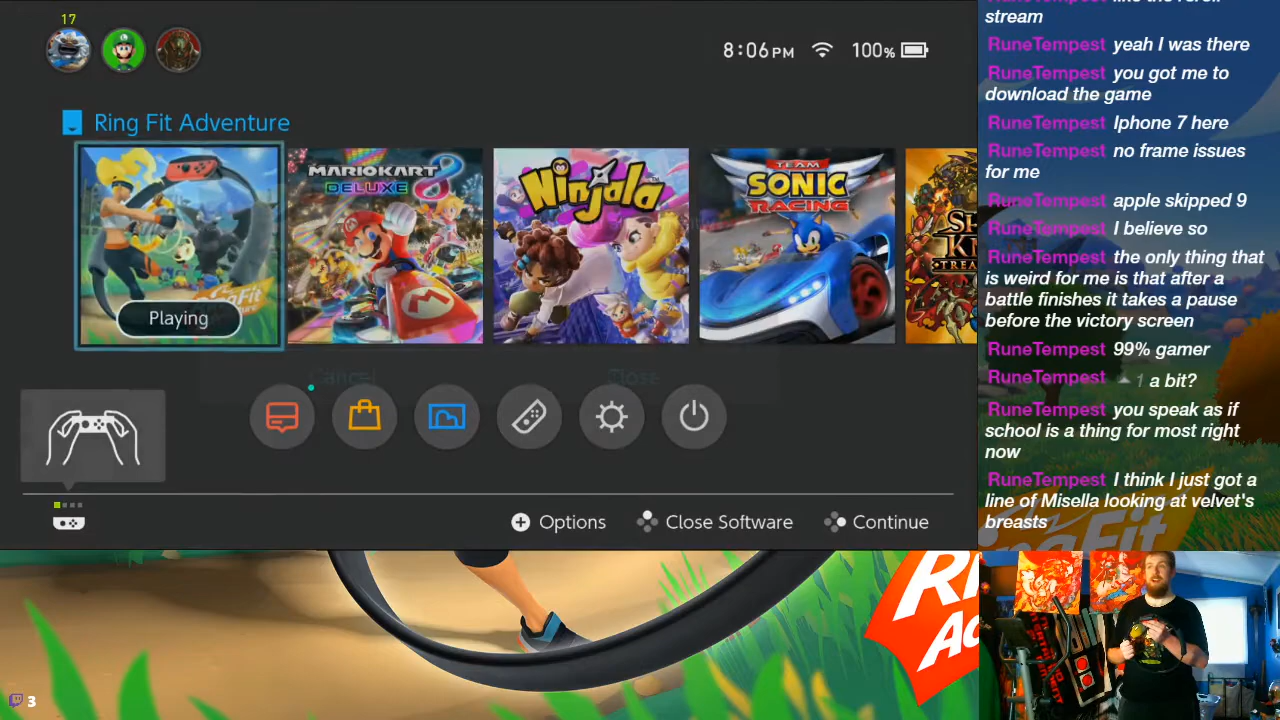 17
8:06PM
100%
Ring Fit Adventure
MARIOKART
DELUXE 8
Ninjala
TEAM
SONIC
RACING
Playing
Cancel
Close
Options
Close Software
Continue
3
stream
RuneTempest yeah I was there
RuneTempest you got me to
download the game
RuneTempest Iphone 7 here
RuneTempest no frame issues
for me
RuneTempest apple skipped 9
RuneTempest I believe so
RuneTempest the only thing that
is weird for me is that after a
battle finishes it takes a pause
before the victory screen
RuneTempest 99% gamer
RuneTempest 1 a bit?
RuneTempest you speak as if
school is a thing for most right
now
RuneTempest I think I just got a
line of Misella looking at velvet's
breasts